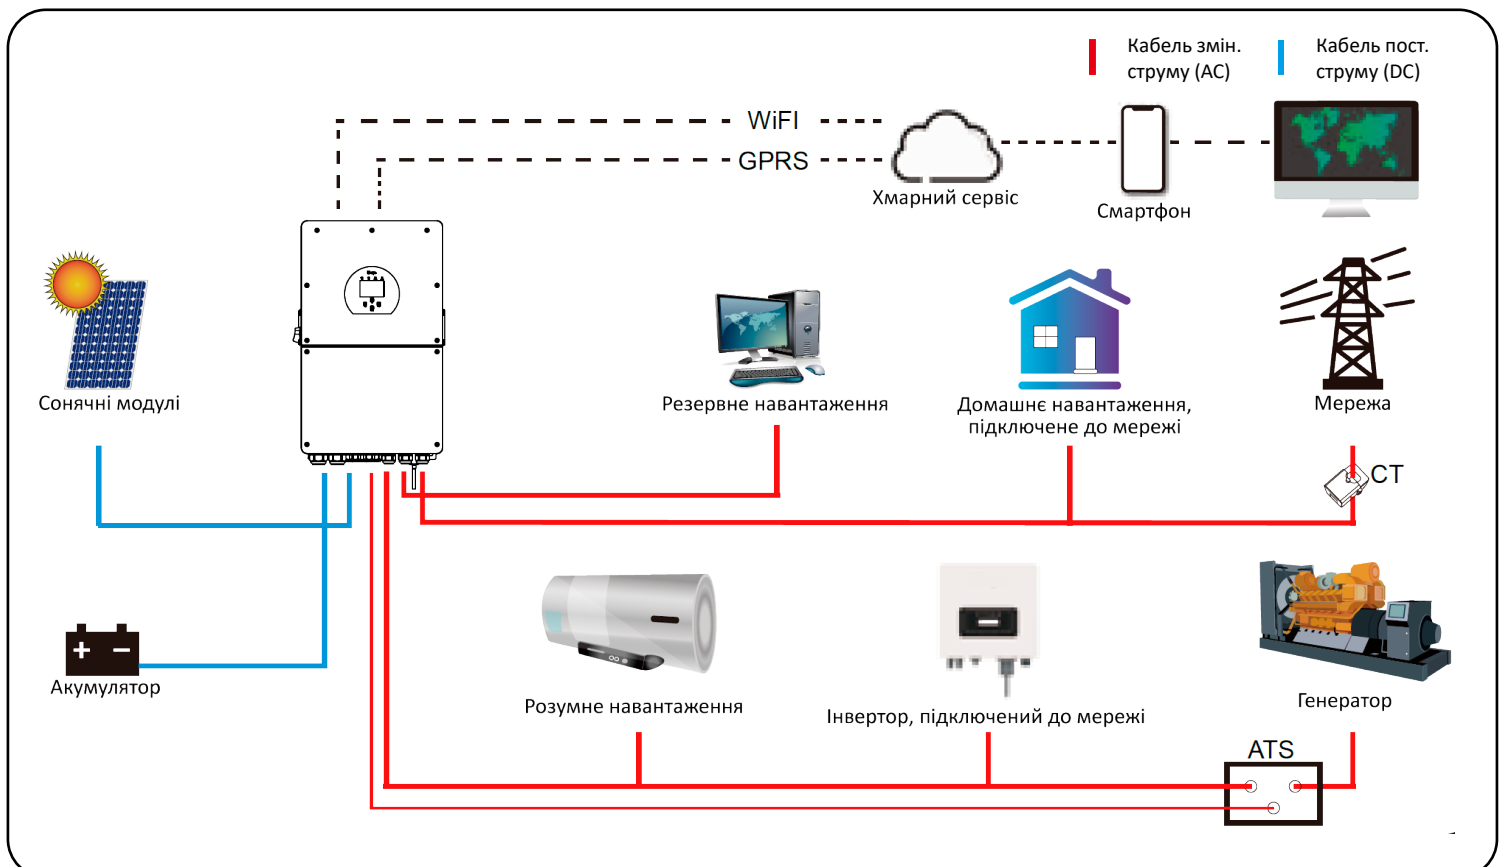 Кабель змін.
струму (AC)
Кабель пост.
струму (DC)
WiFI
GPRS
Хмарний сервіс
Смартфон
Сонячні модулі
Резервне навантаження
Домашнє навантаження,
підключене до мережі
Мережа
CT
Акумулятор
Розумне навантаження
Інвертор, підключений до мережі
Генератор
ATS